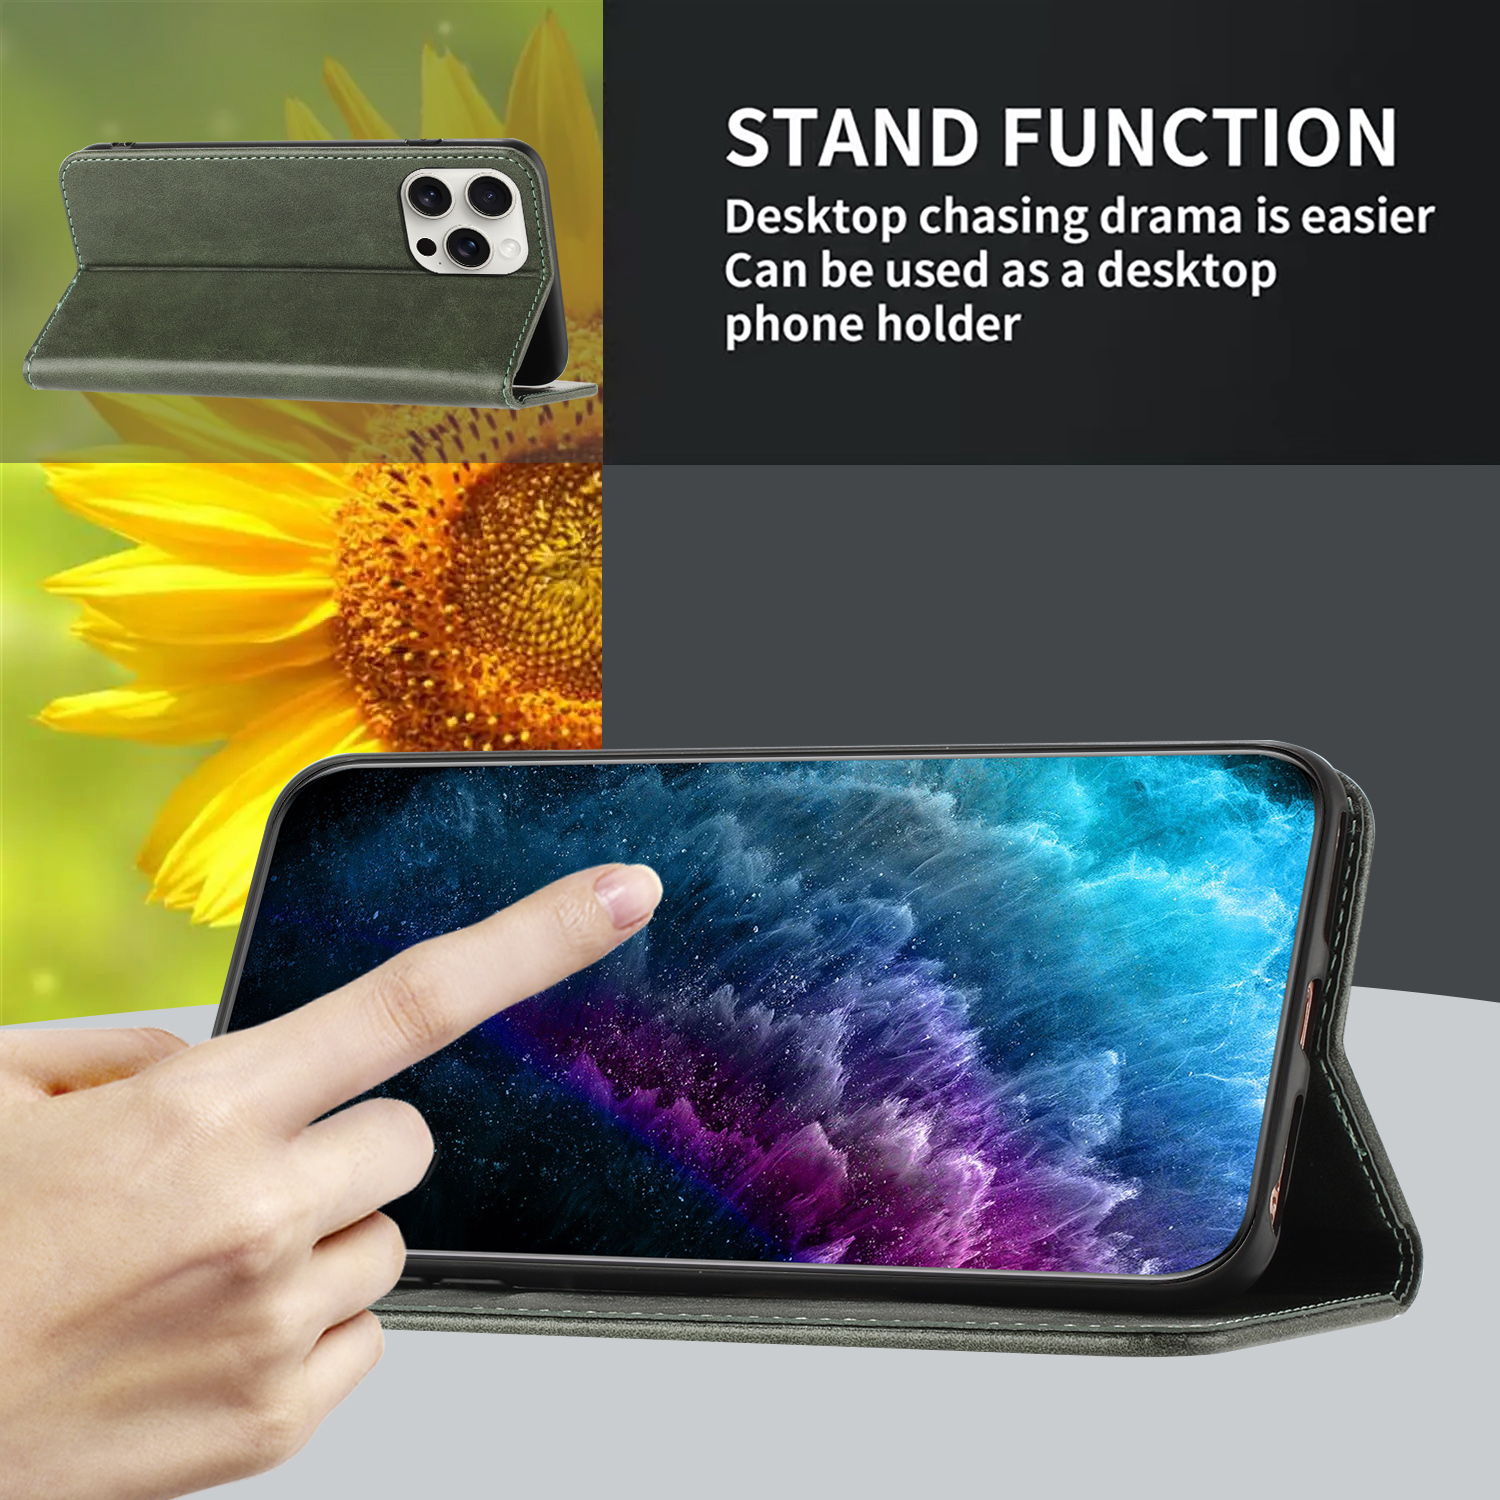 STAND FUNCTION
Desktop chasing drama is easier
Can be used as a desktop
phone holder